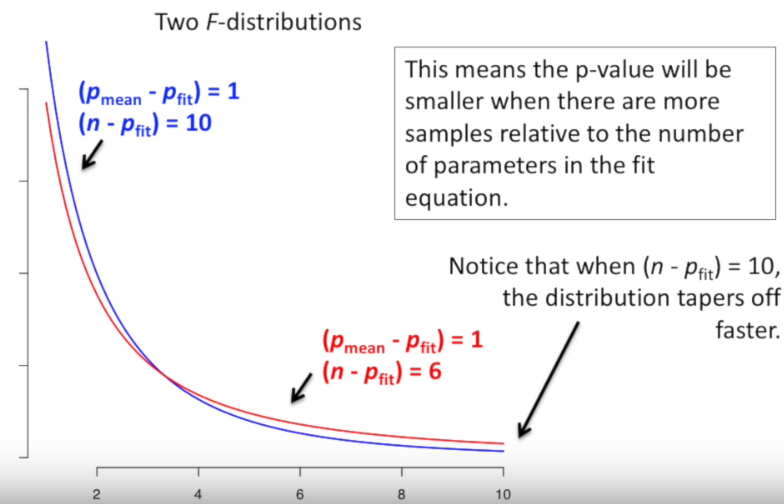 Two F-distributions
(pmean - pfit) = 1
(n - pfit) = 10
This means the p-value will be
smaller when there are more
samples relative to the number
of parameters in the fit
equation.
Notice that when (n - pfit) = 10,
the distribution tapers off
faster.
(pmean - pfit) = 1
(n - pfit) = 6
2 4 6 8 10